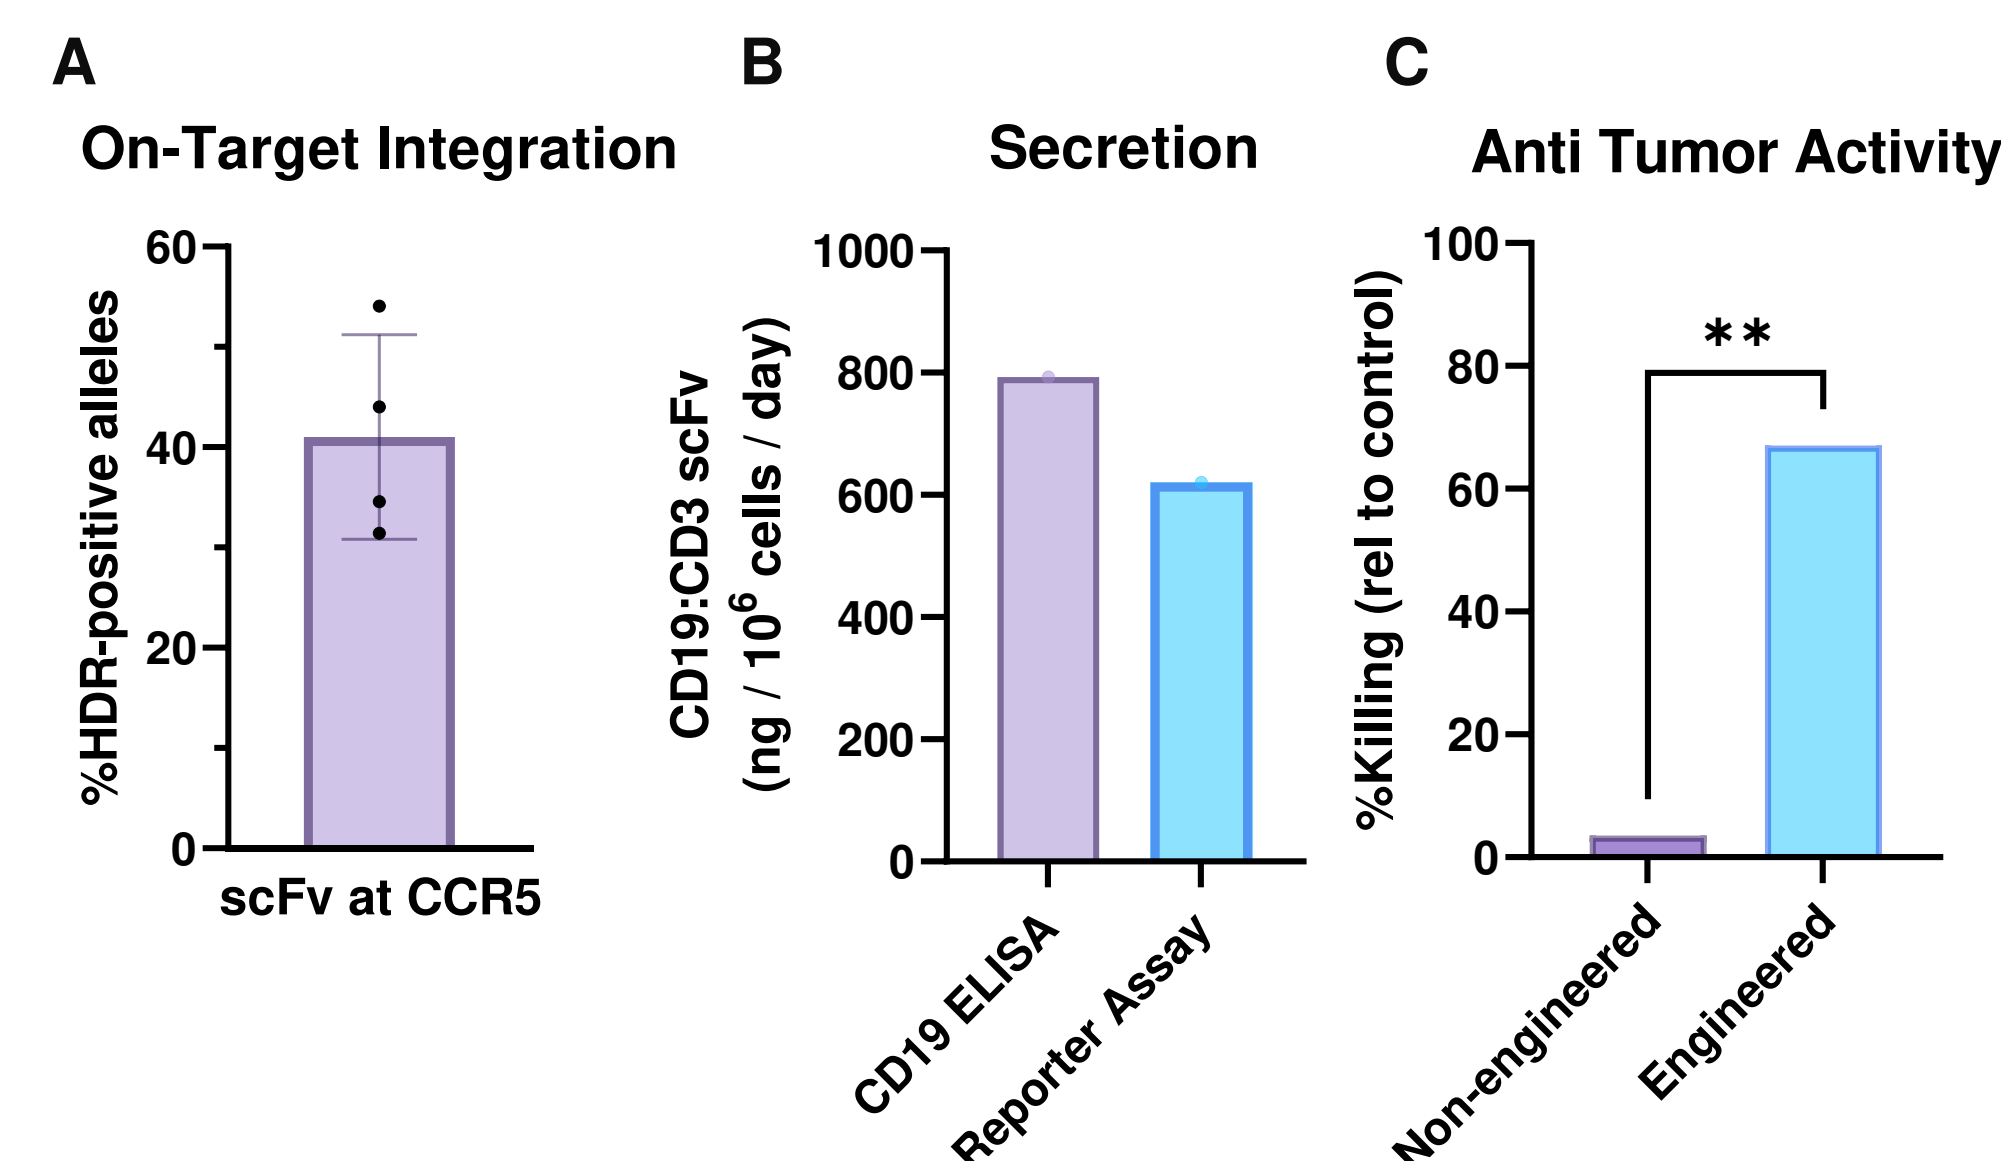 A
On-Target Integration
%HDR-positive alleles
60
40
20
0
scFv at CCR5
B
Secretion
CD19:CD3 scFv
(ng / 10⁶ cells / day)
1000
800
600
400
200
0
CD19 ELISA
Reporter Assay
C
Anti Tumor Activity
%Killing (rel to control)
100
80
60
40
20
0
**
Non-engineered
Engineered